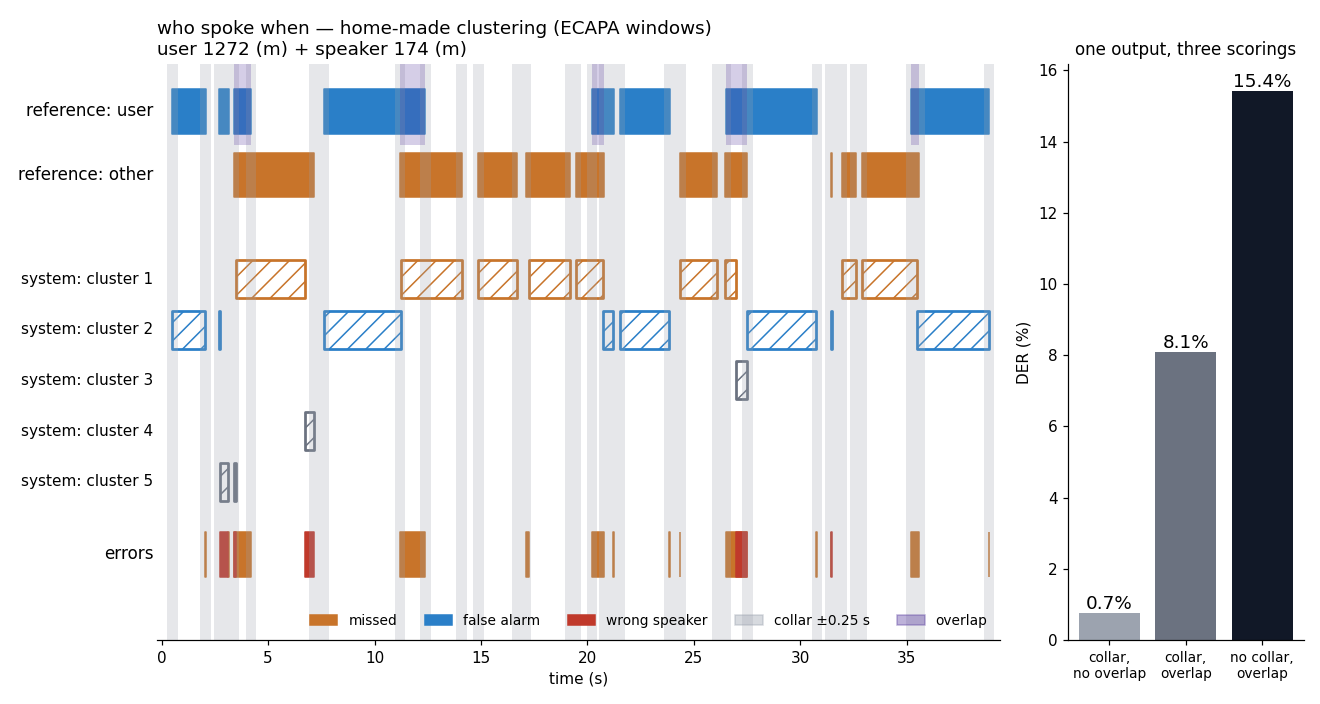 who spoke when — home-made clustering (ECAPA windows)
user 1272 (m) + speaker 174 (m)
reference: user
reference: other
system: cluster 1
system: cluster 2
system: cluster 3
system: cluster 4
system: cluster 5
errors
missed
false alarm
wrong speaker
collar ±0.25 s
overlap
0
5
10
15
20
25
30
35
time (s)
one output, three scorings
DER (%)
16
14
12
10
8
6
4
2
0
0.7%
8.1%
15.4%
collar,
no overlap
collar,
overlap
no collar,
overlap